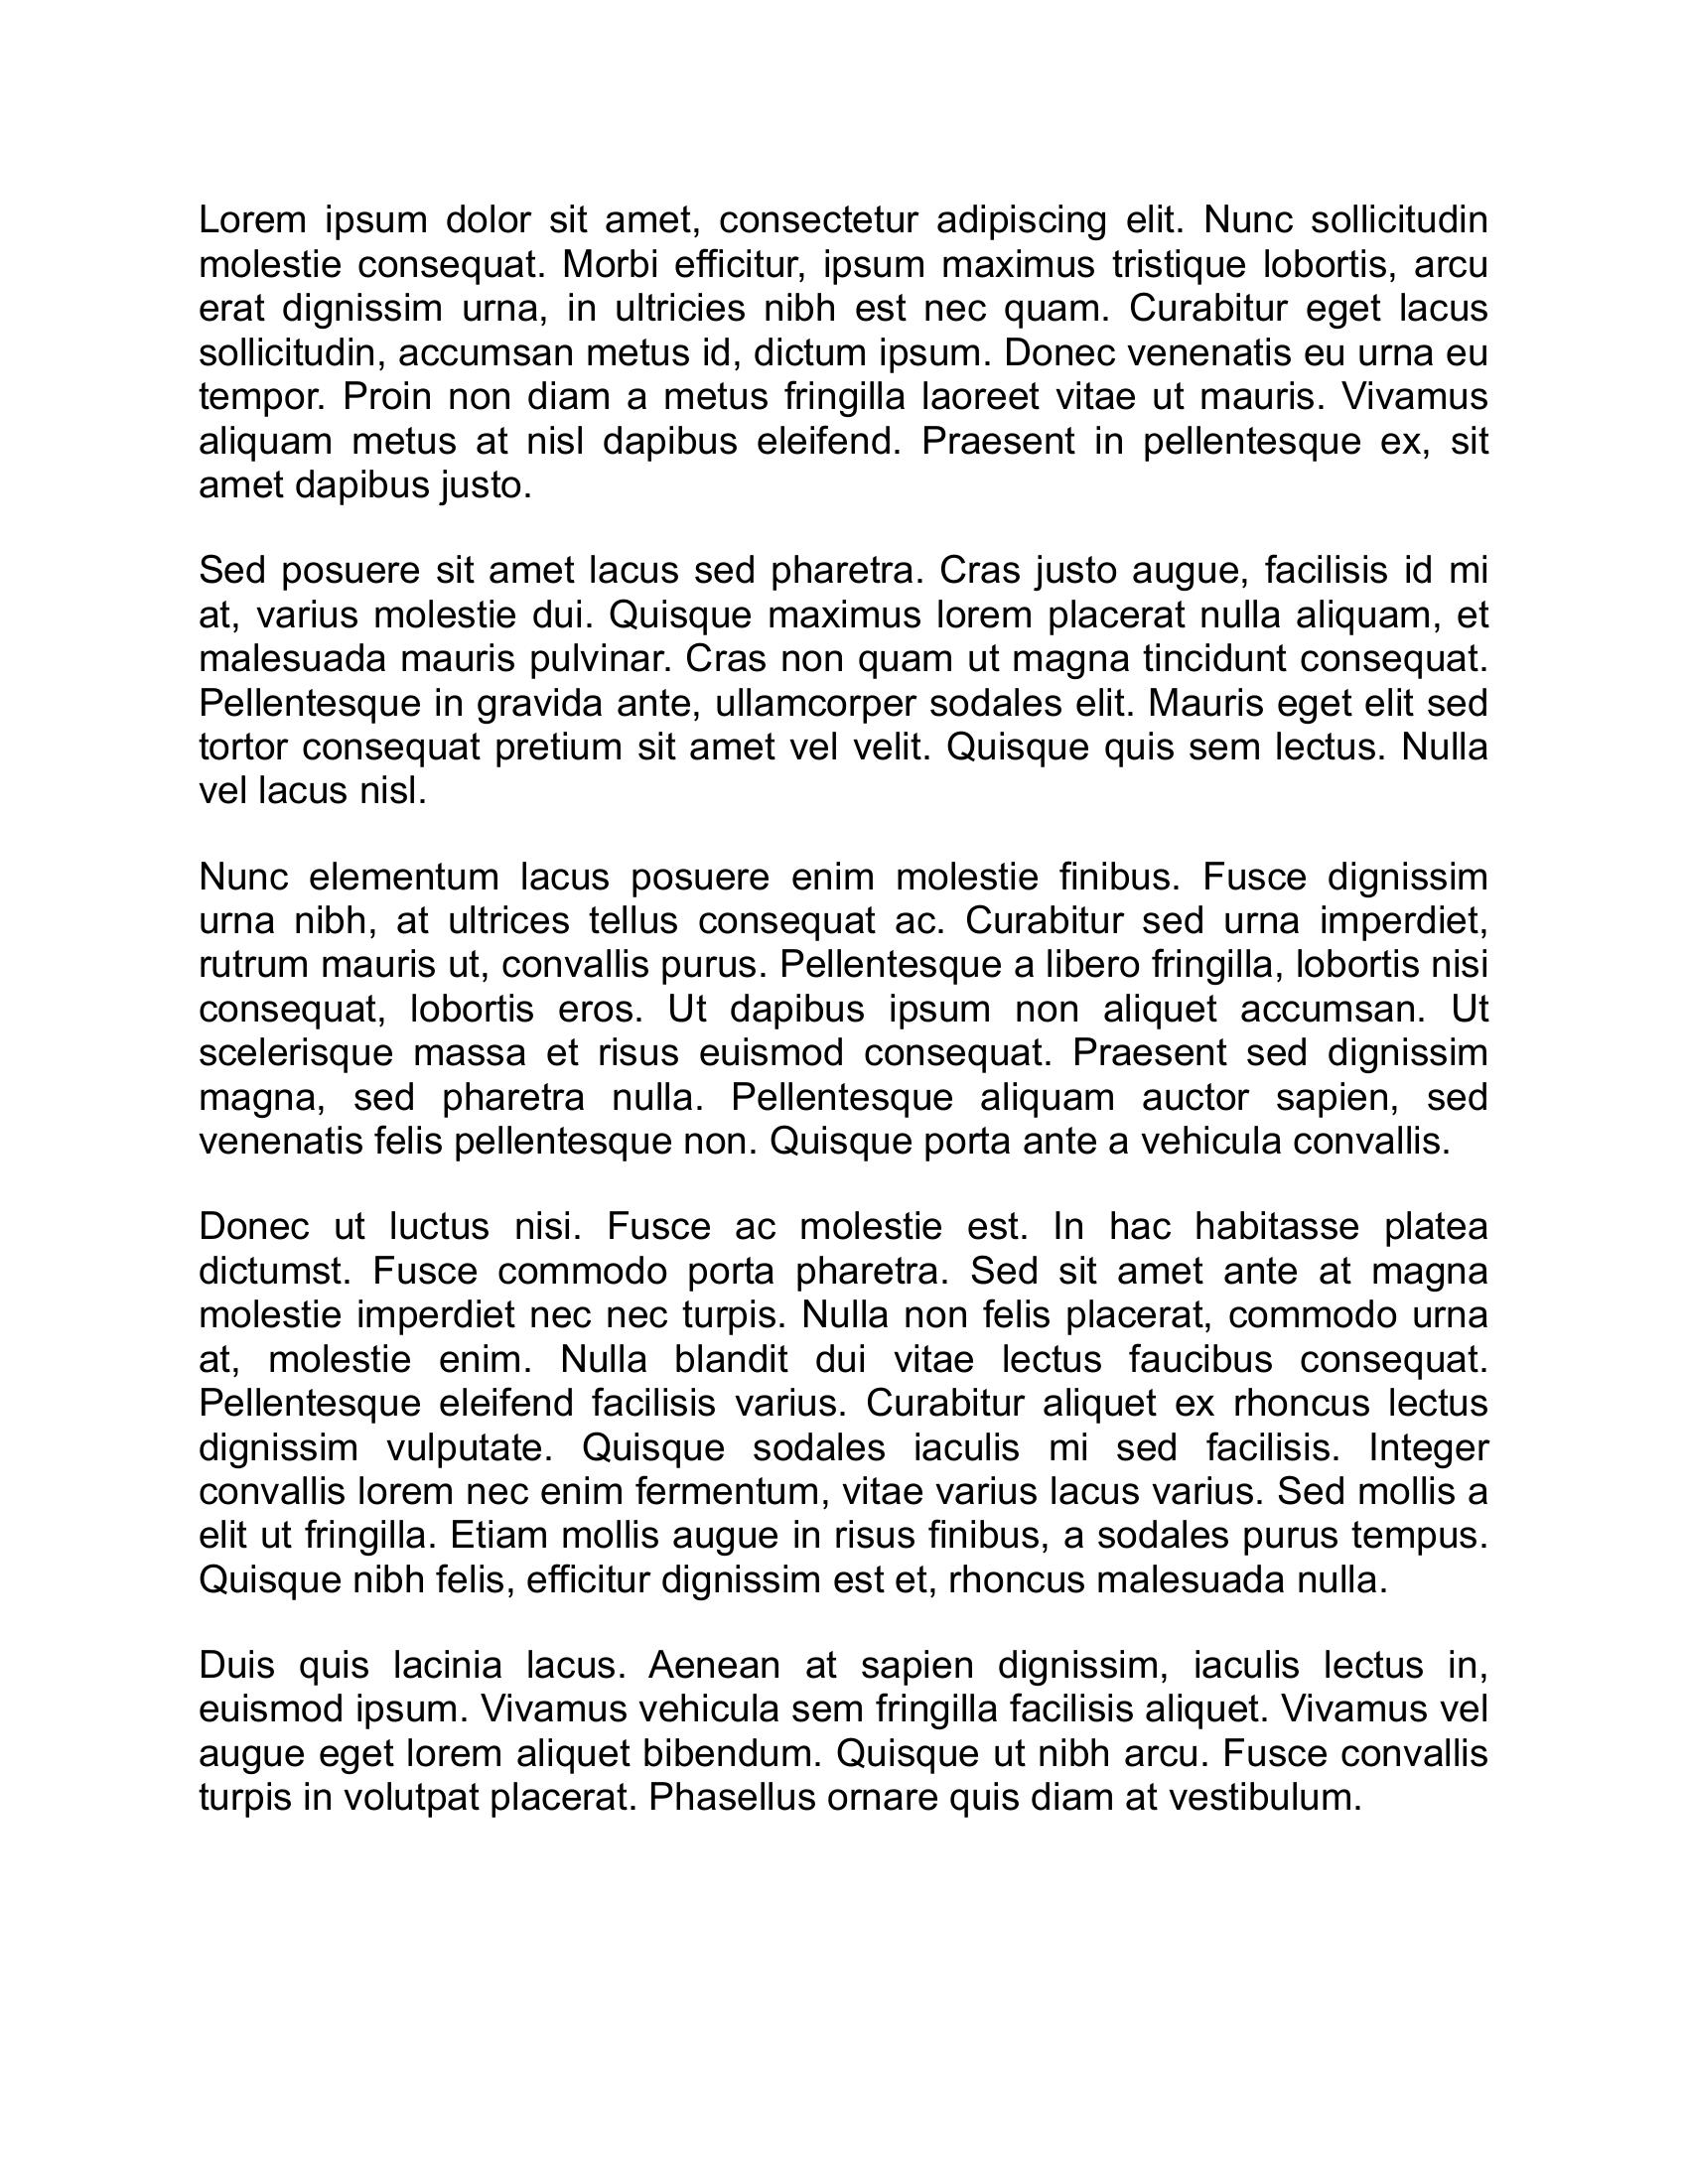 Lorem ipsum dolor sit amet, consectetur adipiscing elit. Nunc sollicitudin
molestie consequat. Morbi efficitur, ipsum maximus tristique lobortis, arcu
erat dignissim urna, in ultricies nibh est nec quam. Curabitur eget lacus
sollicitudin, accumsan metus id, dictum ipsum. Donec venenatis eu urna eu
tempor. Proin non diam a metus fringilla laoreet vitae ut mauris. Vivamus
aliquam metus at nisl dapibus eleifend. Praesent in pellentesque ex, sit
amet dapibus justo.

Sed posuere sit amet lacus sed pharetra. Cras justo augue, facilisis id mi
at, varius molestie dui. Quisque maximus lorem placerat nulla aliquam, et
malesuada mauris pulvinar. Cras non quam ut magna tincidunt consequat.
Pellentesque in gravida ante, ullamcorper sodales elit. Mauris eget elit sed
tortor consequat pretium sit amet vel velit. Quisque quis sem lectus. Nulla
vel lacus nisl.

Nunc elementum lacus posuere enim molestie finibus. Fusce dignissim
urna nibh, at ultrices tellus consequat ac. Curabitur sed urna imperdiet,
rutrum mauris ut, convallis purus. Pellentesque a libero fringilla, lobortis nisi
consequat, lobortis eros. Ut dapibus ipsum non aliquet accumsan. Ut
scelerisque massa et risus euismod consequat. Praesent sed dignissim
magna, sed pharetra nulla. Pellentesque aliquam auctor sapien, sed
venenatis felis pellentesque non. Quisque porta ante a vehicula convallis.

Donec ut luctus nisi. Fusce ac molestie est. In hac habitasse platea
dictumst. Fusce commodo porta pharetra. Sed sit amet ante at magna
molestie imperdiet nec nec turpis. Nulla non felis placerat, commodo urna
at, molestie enim. Nulla blandit dui vitae lectus faucibus consequat.
Pellentesque eleifend facilisis varius. Curabitur aliquet ex rhoncus lectus
dignissim vulputate. Quisque sodales iaculis mi sed facilisis. Integer
convallis lorem nec enim fermentum, vitae varius lacus varius. Sed mollis a
elit ut fringilla. Etiam mollis augue in risus finibus, a sodales purus tempus.
Quisque nibh felis, efficitur dignissim est et, rhoncus malesuada nulla.

Duis quis lacinia lacus. Aenean at sapien dignissim, iaculis lectus in,
euismod ipsum. Vivamus vehicula sem fringilla facilisis aliquet. Vivamus vel
augue eget lorem aliquet bibendum. Quisque ut nibh arcu. Fusce convallis
turpis in volutpat placerat. Phasellus ornare quis diam at vestibulum.